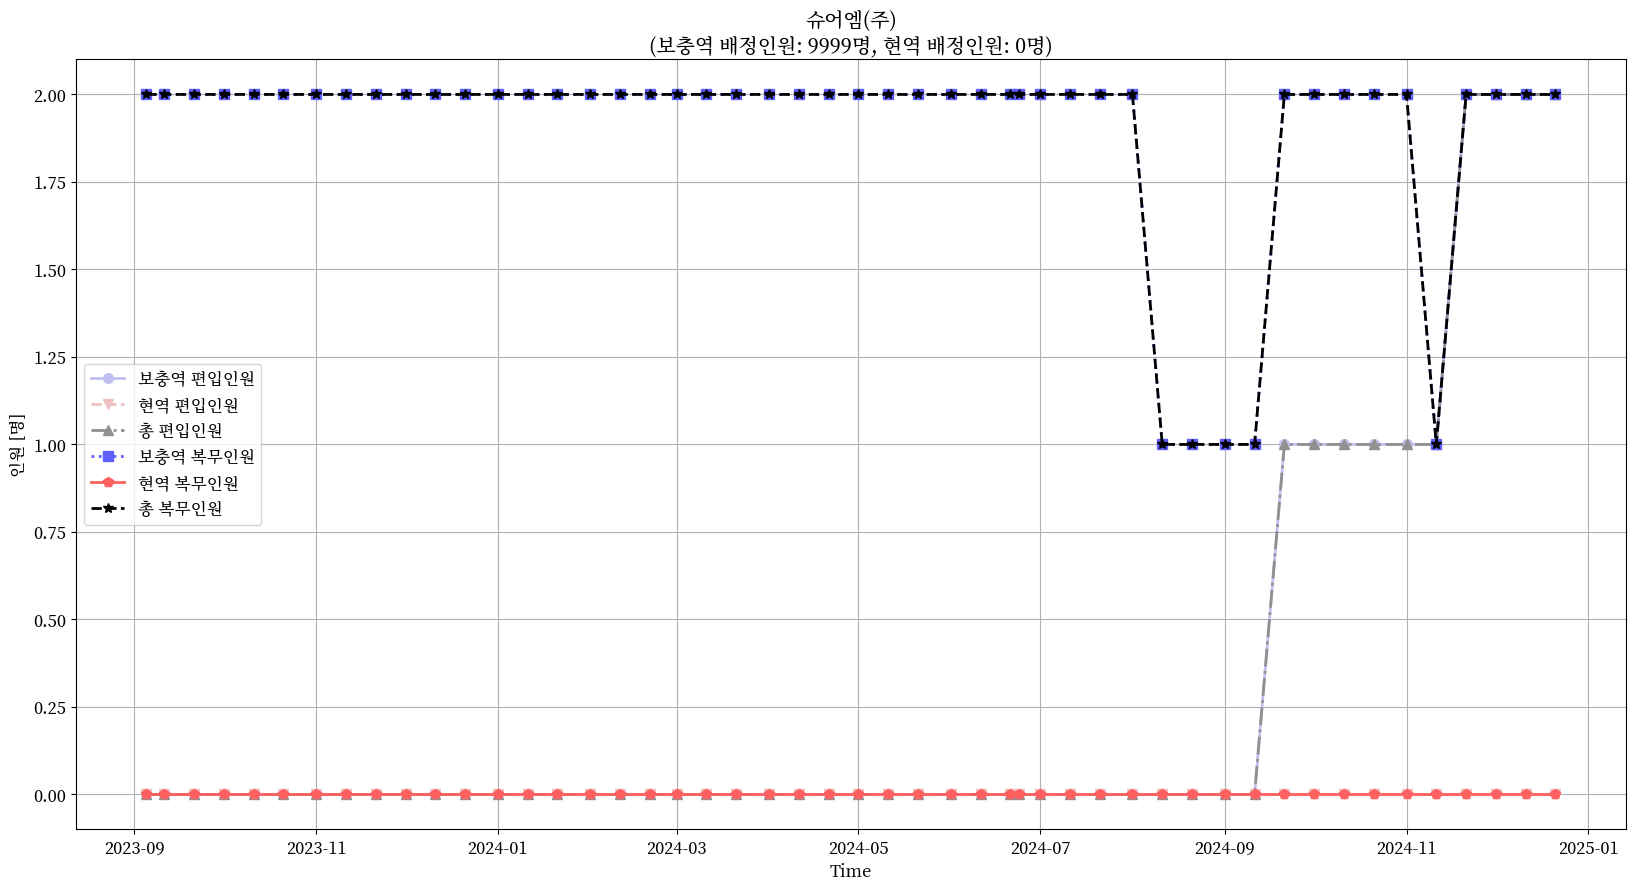 슈어엠(주)
(보충역 배정인원: 9999명, 현역 배정인원: 0명)
인원 [명]
2.00
1.75
1.50
1.25
1.00
0.75
0.50
0.25
0.00
보충역 편입인원
현역 편입인원
총 편입인원
보충역 복무인원
현역 복무인원
총 복무인원
2023-09
2023-11
2024-01
2024-03
2024-05
2024-07
2024-09
2024-11
2025-01
Time